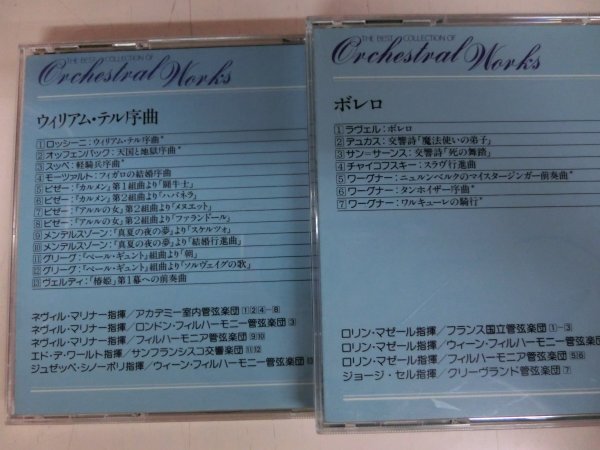 THE BEST COLLECTION OF
Orchestral Works
ウィリアム・テル序曲
1 ロッシーニ:ウィリアム・テル序曲*
2 オッフェンバック:天国と地獄序曲*
3 スッペ:軽騎兵序曲*
4 モーツァルト:フィガロの結婚序曲
5 ビゼー:「カルメン」第1組曲より「闘牛士」
6 ビゼー:「カルメン」第2組曲より「ハバネラ」
7 ビゼー:「アルルの女」第2組曲より「メヌエット」
8 ビゼー:「アルルの女」第2組曲より「ファランドール」
9 メンデルスゾーン:「真夏の夜の夢」より「スケルツォ」
10 メンデルスゾーン:「真夏の夜の夢」より「結婚行進曲」
11 グリーグ:「ペール・ギュント」組曲より「朝」
12 グリーグ:「ペール・ギュント」組曲より「ソルヴェイグの歌」
13 ヴェルディ:「椿姫」第1幕への前奏曲
ネヴィル・マリナー指揮/アカデミー室内管弦楽団 1 2 4-8
ネヴィル・マリナー指揮/ロンドン・フィルハーモニー管弦楽団 3
ネヴィル・マリナー指揮/フィルハーモニア管弦楽団 9 10
エド・デ・ワールト指揮/サンフランシスコ交響楽団 11 12
ジュゼッペ・シノーポリ指揮/ウィーン・フィルハーモニー管弦楽団
THE BEST COLLECTION OF
Orchestral Works
ボレロ
1 ラヴェル:ボレロ
2 デュカス:交響詩「魔法使いの弟子」
3 サン=サーンス:交響詩「死の舞踏」
4 チャイコフスキー:スラヴ行進曲
5 ワーグナー:ニュルンベルクのマイスタージンガー前奏曲*
6 ワーグナー:タンホイザー序曲*
7 ワーグナー:ワルキューレの騎行*
ロリン・マゼール指揮/フランス国立管弦楽団 1-3
ロリン・マゼール指揮/ウィーン・フィルハーモニー管弦楽団
ロリン・マゼール指揮/フィルハーモニア管弦楽団 5 6
ジョージ・セル指揮/クリーヴランド管弦楽団 7